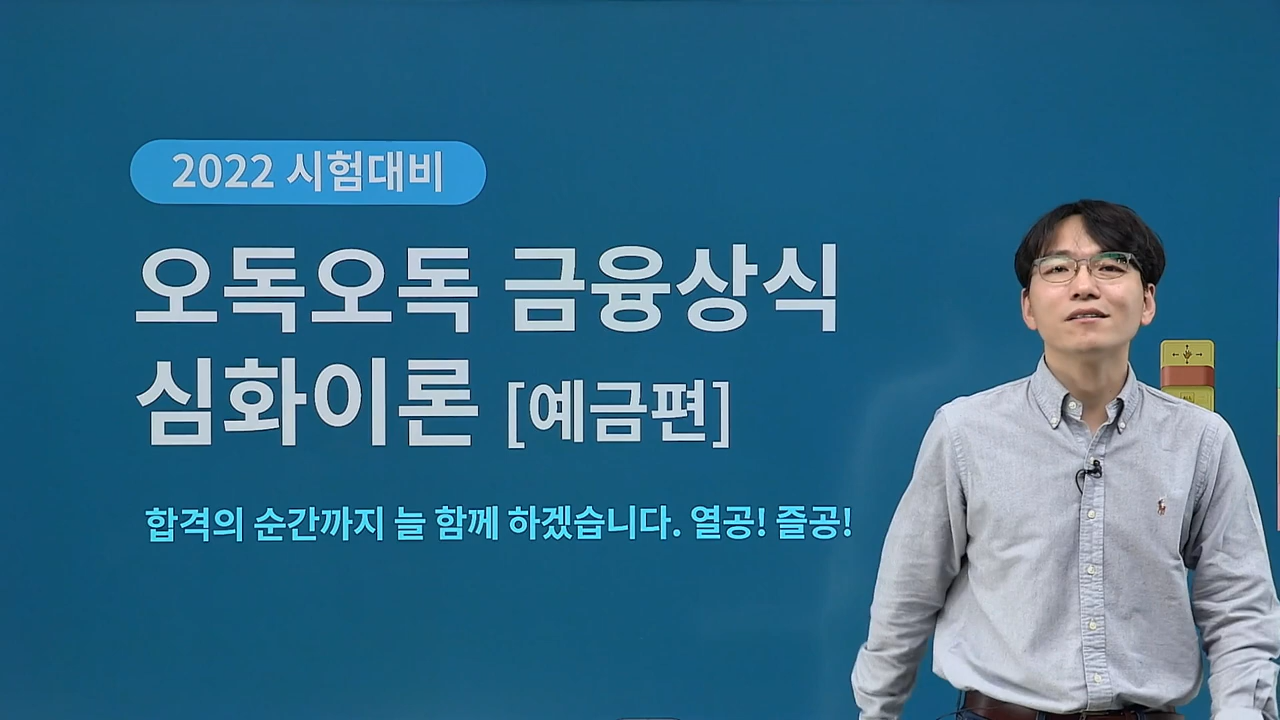 2022 시험대비
오독오독 금융상식
심화이론 [예금편]
합격의 순간까지 늘 함께 하겠습니다. 열공! 즐공!